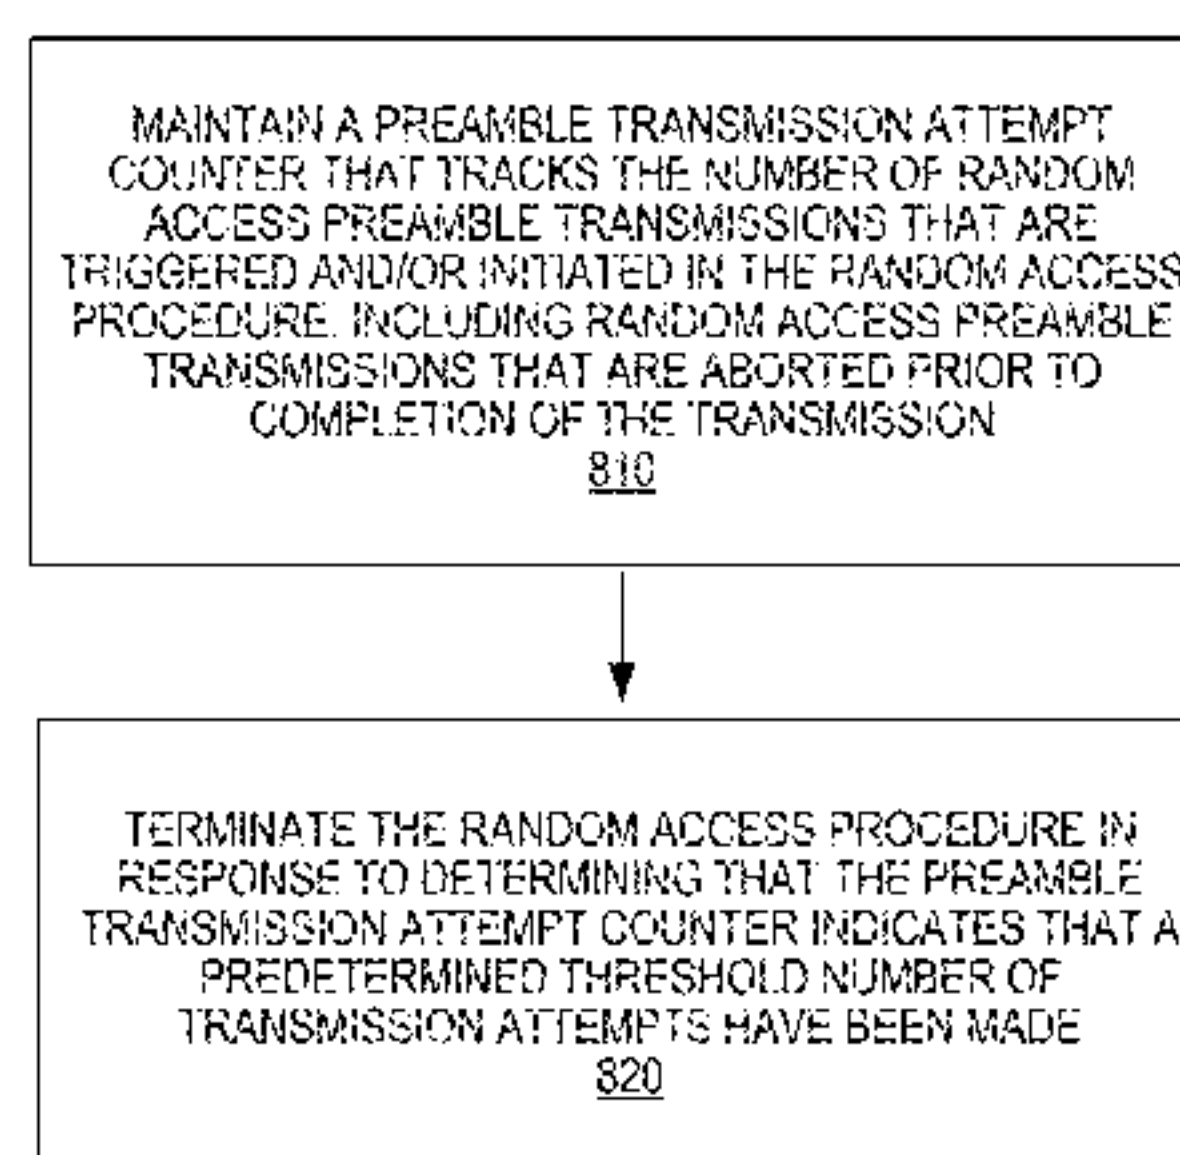 MAINTAIN A PREAMBLE TRANSMISSION ATTEMPT
COUNTER THAT TRACKS THE NUMBER OF RANDOM
ACCESS PREAMBLE TRANSMISSIONS THAT ARE
TRIGGERED AND/OR INITIATED IN THE RANDOM ACCESS
PROCEDURE, INCLUDING RANDOM ACCESS PREAMBLE
TRANSMISSIONS THAT ARE ABORTED PRIOR TO
COMPLETION OF THE TRANSMISSION
810
TERMINATE THE RANDOM ACCESS PROCEDURE IN
RESPONSE TO DETERMINING THAT THE PREAMBLE
TRANSMISSION ATTEMPT COUNTER INDICATES THAT A
PREDETERMINED THRESHOLD NUMBER OF
TRANSMISSION ATTEMPTS HAVE BEEN MADE
820